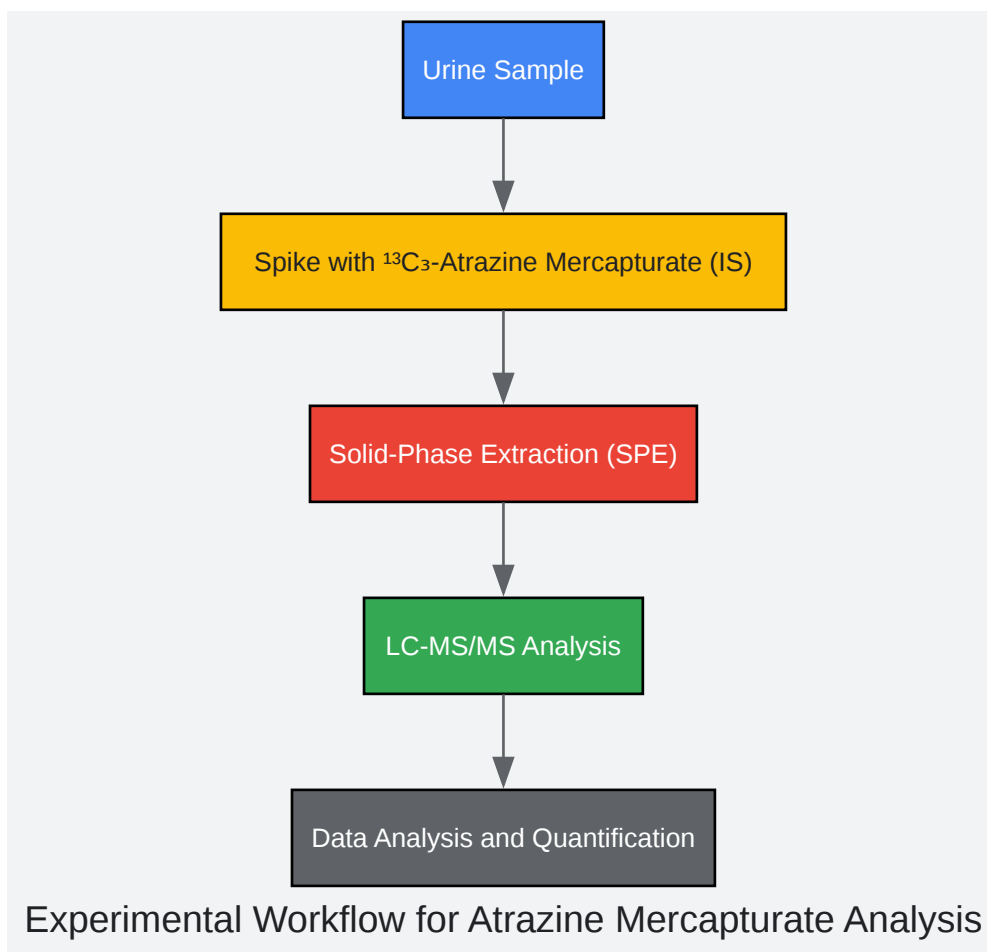 Urine Sample
Spike with ¹³C₃-Atrazine Mercapturate (IS)
Solid-Phase Extraction (SPE)
LC-MS/MS Analysis
Data Analysis and Quantification
Experimental Workflow for Atrazine Mercapturate Analysis